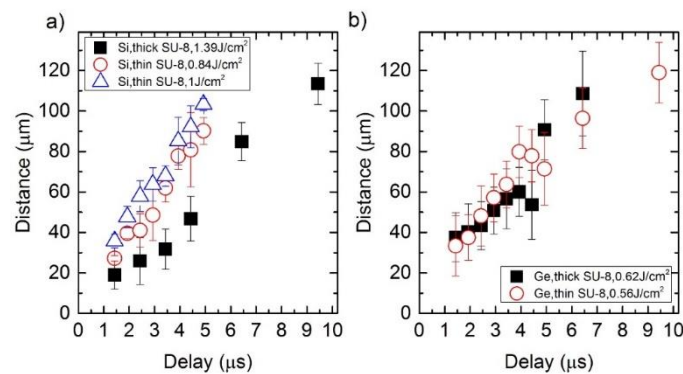 a)
b)
Si,thick SU-8,1.39J/cm²
Si,thin SU-8,0.84J/cm²
Si,thin SU-8,1J/cm²
Distance (μm)
140
120
100
80
60
40
20
0
0 1 2 3 4 5 6 7 8 9 10
Delay (μs)
Distance (μm)
140
120
100
80
60
40
20
0
Ge,thick SU-8,0.62J/cm²
Ge,thin SU-8,0.56J/cm²
0 1 2 3 4 5 6 7 8 9 10
Delay (μs)